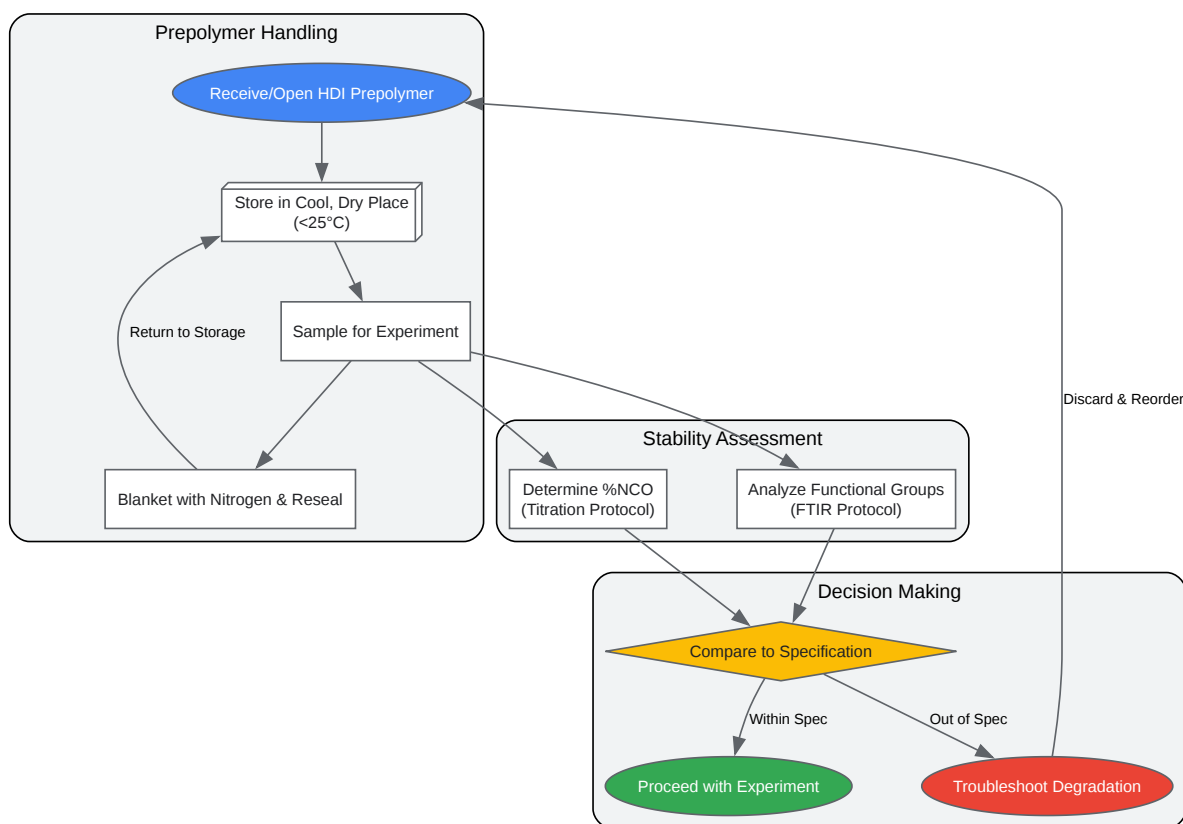 Prepolymer Handling
Receive/Open HDI Prepolymer
Store in Cool, Dry Place
(<25°C)
Sample for Experiment
Return to Storage
Blanket with Nitrogen & Reseal
Discard & Reorder
Stability Assessment
Determine %NCO
(Titration Protocol)
Analyze Functional Groups
(FTIR Protocol)
Decision Making
Compare to Specification
Within Spec
Out of Spec
Proceed with Experiment
Troubleshoot Degradation